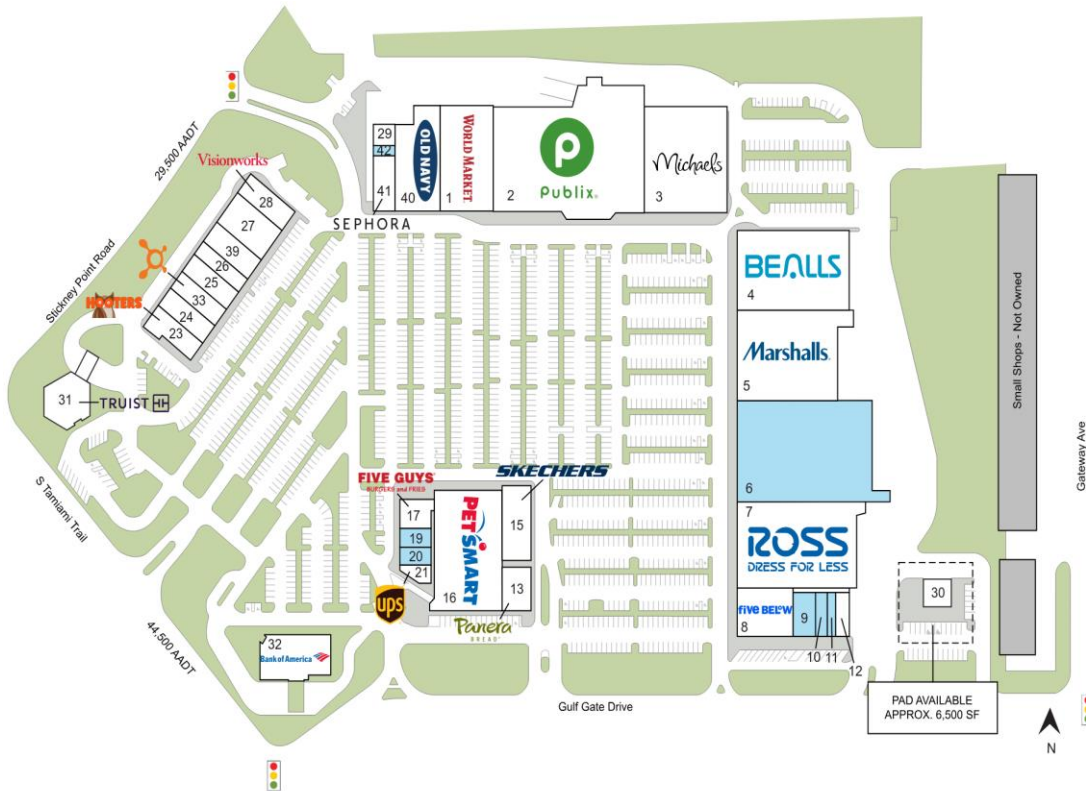 29,500 AADT
Visionworks
28
27
39
26
25
33
24
23
HOOTERS
Stickney Point Road
31
TRUIST
S Tamiami Trail
44,500 AADT
29
42
41
SEPHORA
40
OLD NAVY
1
WORLD MARKET
2
Publix
3
Michaels
BEALLS
4
Marshalls
5
6
7
ROSS
DRESS FOR LESS
five BEL°W
8
9
10
11
12
30
PAD AVAILABLE
APPROX. 6,500 SF
Small Shops - Not Owned
Gateway Ave
FIVE GUYS
BURGERS and FRIES
17
19
20
21
ups
16
PETSMART
SKECHERS
15
13
Panera
BREAD
32
Bank of America
Gulf Gate Drive
N